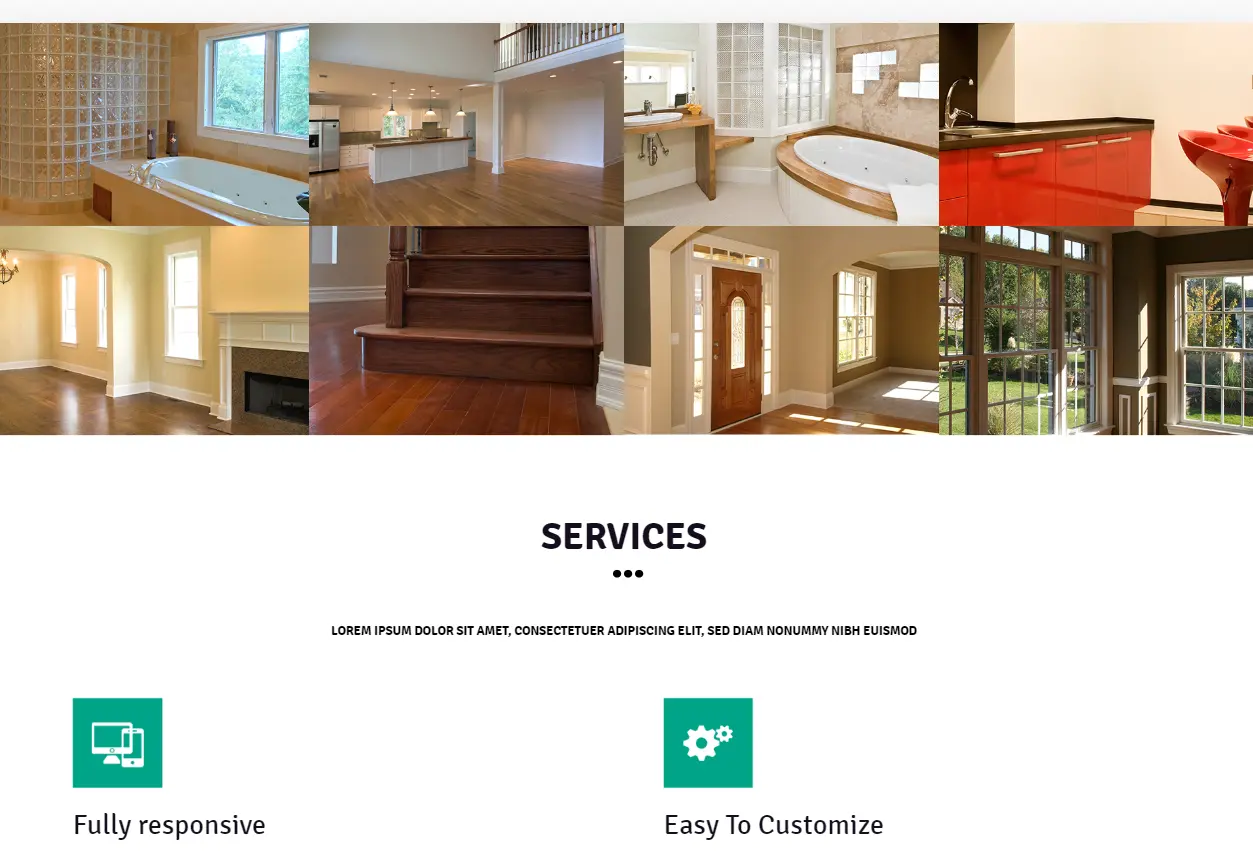 SERVICES
LOREM IPSUM DOLOR SIT AMET, CONSECTETUER ADIPISCING ELIT, SED DIAM NONUMMY NIBH EUISMOD
Fully responsive
Easy To Customize